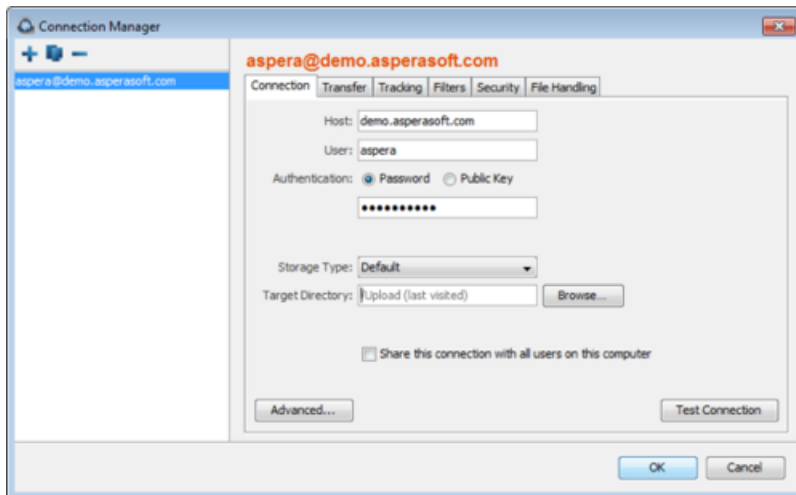 Connection Manager
aspera@demo.asperasoft.com
aspera@demo.asperasoft.com
Connection Transfer Tracking Filters Security File Handling
Host: demo.asperasoft.com
User: aspera
Authentication: Password Public Key
••••••••••
Storage Type: Default
Target Directory: /Upload (last visited) Browse...
Share this connection with all users on this computer
Advanced... Test Connection
OK Cancel